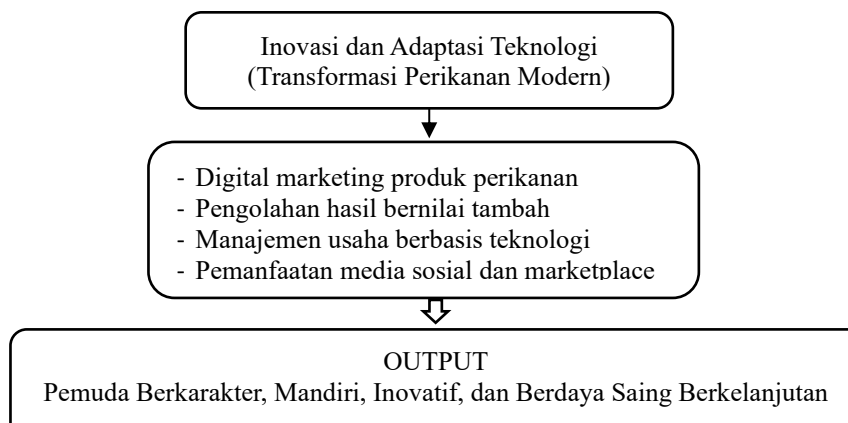 Inovasi dan Adaptasi Teknologi
(Transformasi Perikanan Modern)
- Digital marketing produk perikanan
- Pengolahan hasil bernilai tambah
- Manajemen usaha berbasis teknologi
- Pemanfaatan media sosial dan marketplace
OUTPUT
Pemuda Berkarakter, Mandiri, Inovatif, dan Berdaya Saing Berkelanjutan